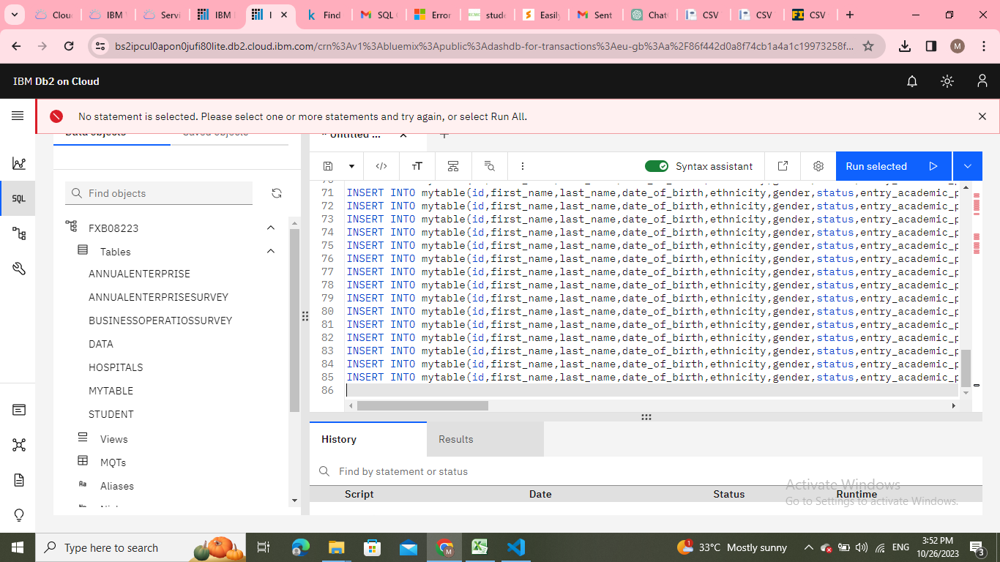 Clou
IBM
Servi
IBM
I
Find
SQL
Error
stude
Easily
Sent
Chat
CSV
CSV
CSV
bs2ipcul0apon0jufi80lite.db2.cloud.ibm.com/crn%3Av1%3Abluemix%3Apublic%3Adashdb-for-transactions%3Aeu-gb%3Aa%2F86f442d0a8f74cb1a4a1c19973258f...
M
IBM Db2 on Cloud
No statement is selected. Please select one or more statements and try again, or select Run All.
Data objects
Saved objects
* Untitled ...
Syntax assistant
Run selected
SQL
Find objects
FXB08223
Tables
ANNUALENTERPRISE
ANNUALENTERPRISESURVEY
BUSINESSOPERATIOSSURVEY
DATA
HOSPITALS
MYTABLE
STUDENT
Views
MQTs
Aliases
70
71 INSERT INTO mytable(id,first_name,last_name,date_of_birth,ethnicity,gender,status,entry_academic_p
72 INSERT INTO mytable(id,first_name,last_name,date_of_birth,ethnicity,gender,status,entry_academic_p
73 INSERT INTO mytable(id,first_name,last_name,date_of_birth,ethnicity,gender,status,entry_academic_p
74 INSERT INTO mytable(id,first_name,last_name,date_of_birth,ethnicity,gender,status,entry_academic_p
75 INSERT INTO mytable(id,first_name,last_name,date_of_birth,ethnicity,gender,status,entry_academic_p
76 INSERT INTO mytable(id,first_name,last_name,date_of_birth,ethnicity,gender,status,entry_academic_p
77 INSERT INTO mytable(id,first_name,last_name,date_of_birth,ethnicity,gender,status,entry_academic_p
78 INSERT INTO mytable(id,first_name,last_name,date_of_birth,ethnicity,gender,status,entry_academic_p
79 INSERT INTO mytable(id,first_name,last_name,date_of_birth,ethnicity,gender,status,entry_academic_p
80 INSERT INTO mytable(id,first_name,last_name,date_of_birth,ethnicity,gender,status,entry_academic_p
81 INSERT INTO mytable(id,first_name,last_name,date_of_birth,ethnicity,gender,status,entry_academic_p
82 INSERT INTO mytable(id,first_name,last_name,date_of_birth,ethnicity,gender,status,entry_academic_p
83 INSERT INTO mytable(id,first_name,last_name,date_of_birth,ethnicity,gender,status,entry_academic_p
84 INSERT INTO mytable(id,first_name,last_name,date_of_birth,ethnicity,gender,status,entry_academic_p
85 INSERT INTO mytable(id,first_name,last_name,date_of_birth,ethnicity,gender,status,entry_academic_p
86
History
Results
Find by statement or status
Script Date Status Runtime
Activate Windows
Go to Settings to activate Windows.
Type here to search
33°C Mostly sunny
ENG
3:52 PM
10/26/2023
3